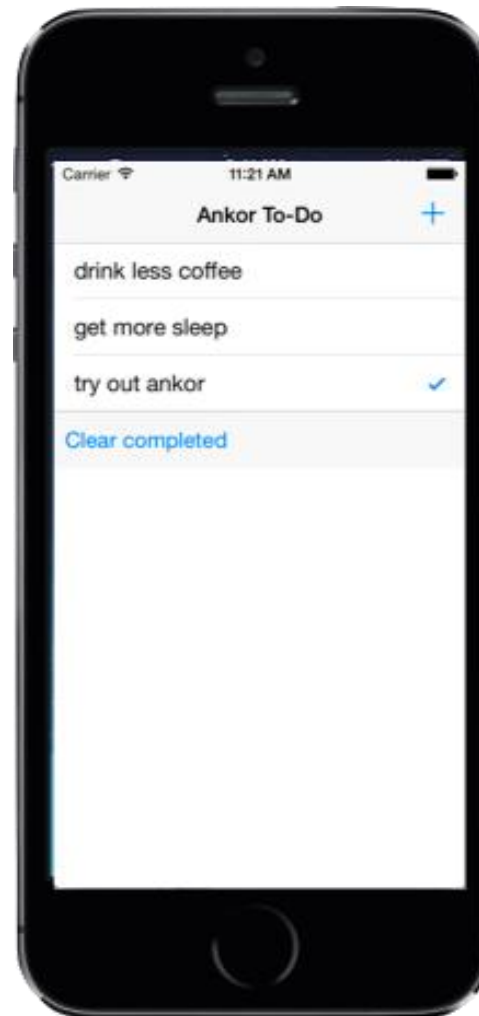 Carrier
11:21 AM
Ankor To-Do
+
drink less coffee
get more sleep
try out ankor
Clear completed